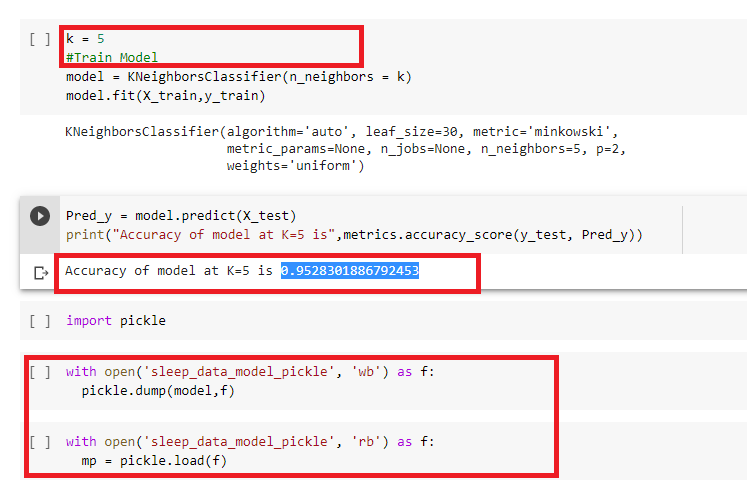 [ ] k = 5
#Train Model
model = KNeighborsClassifier(n_neighbors = k)
model.fit(X_train,y_train)
KNeighborsClassifier(algorithm='auto', leaf_size=30, metric='minkowski',
metric_params=None, n_jobs=None, n_neighbors=5, p=2,
weights='uniform')
Pred_y = model.predict(X_test)
print("Accuracy of model at K=5 is",metrics.accuracy_score(y_test, Pred_y))
Accuracy of model at K=5 is 0.9528301886792453
[ ] import pickle
[ ] with open('sleep_data_model_pickle', 'wb') as f:
pickle.dump(model,f)
[ ] with open('sleep_data_model_pickle', 'rb') as f:
mp = pickle.load(f)